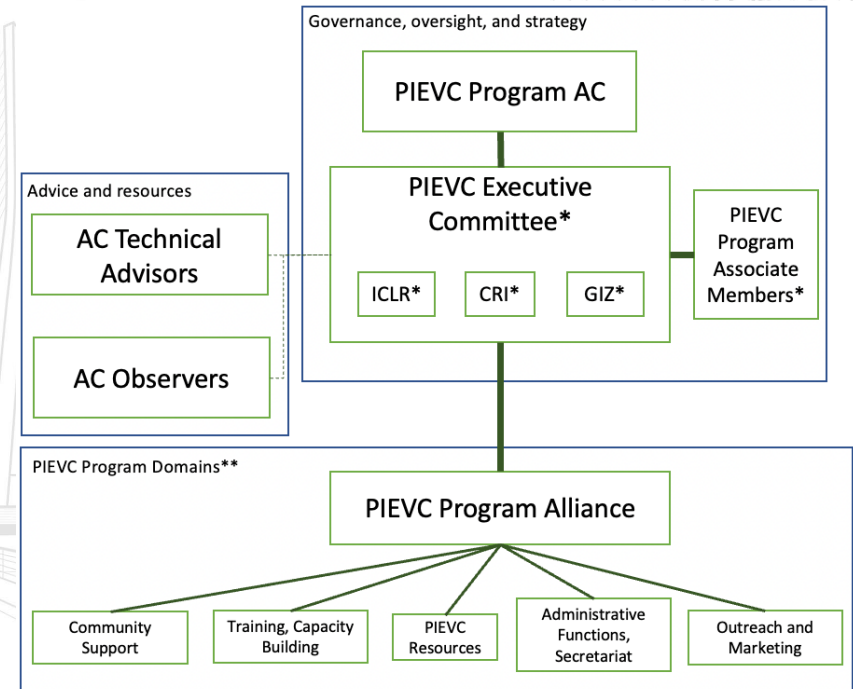 Governance, oversight, and strategy
PIEVC Program AC
PIEVC Executive
Committee*
ICLR*
CRI*
GIZ*
PIEVC
Program
Associate
Members*
Advice and resources
AC Technical
Advisors
AC Observers
PIEVC Program Domains**
PIEVC Program Alliance
Community
Support
Training, Capacity
Building
PIEVC
Resources
Administrative
Functions,
Secretariat
Outreach and
Marketing